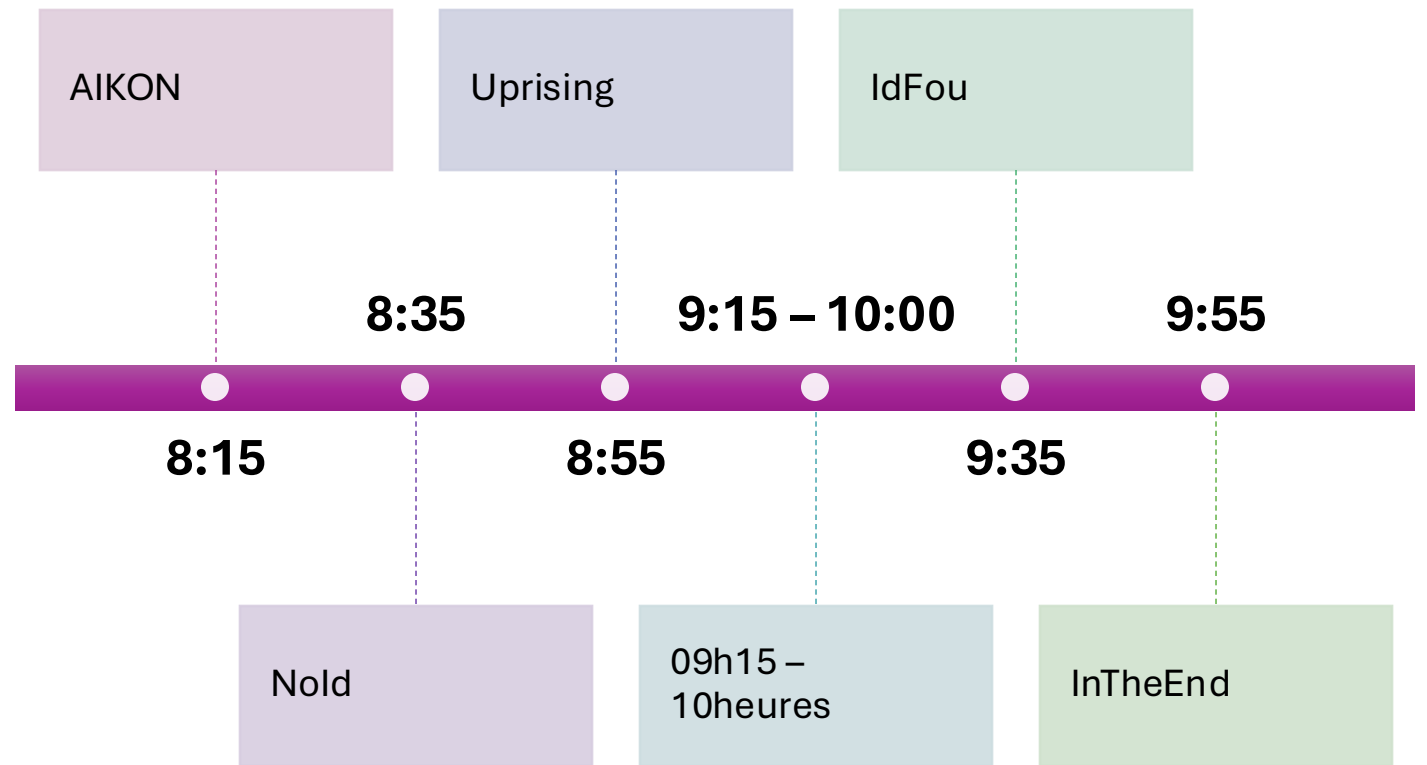 AIKON
Uprising
IdFou
8:35
9:15 – 10:00
9:55
8:15
8:55
9:35
NoId
09h15 –
10heures
InTheEnd